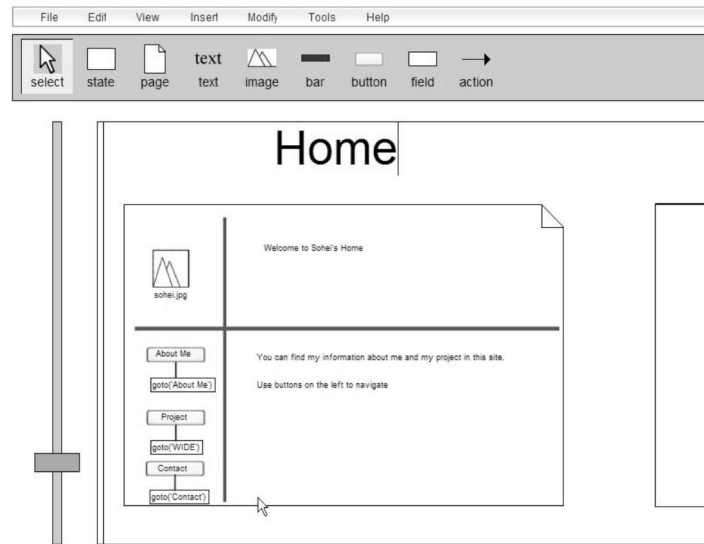 File Edit View Insert Modify Tools Help
select state page text text image bar button field action
Home
Welcome to Sohei's Home
sohei.jpg
About Me
You can find my information about me and my project in this site.
goto('About Me')
Use buttons on the left to navigate
Project
goto('WIDE')
Contact
goto('Contact')